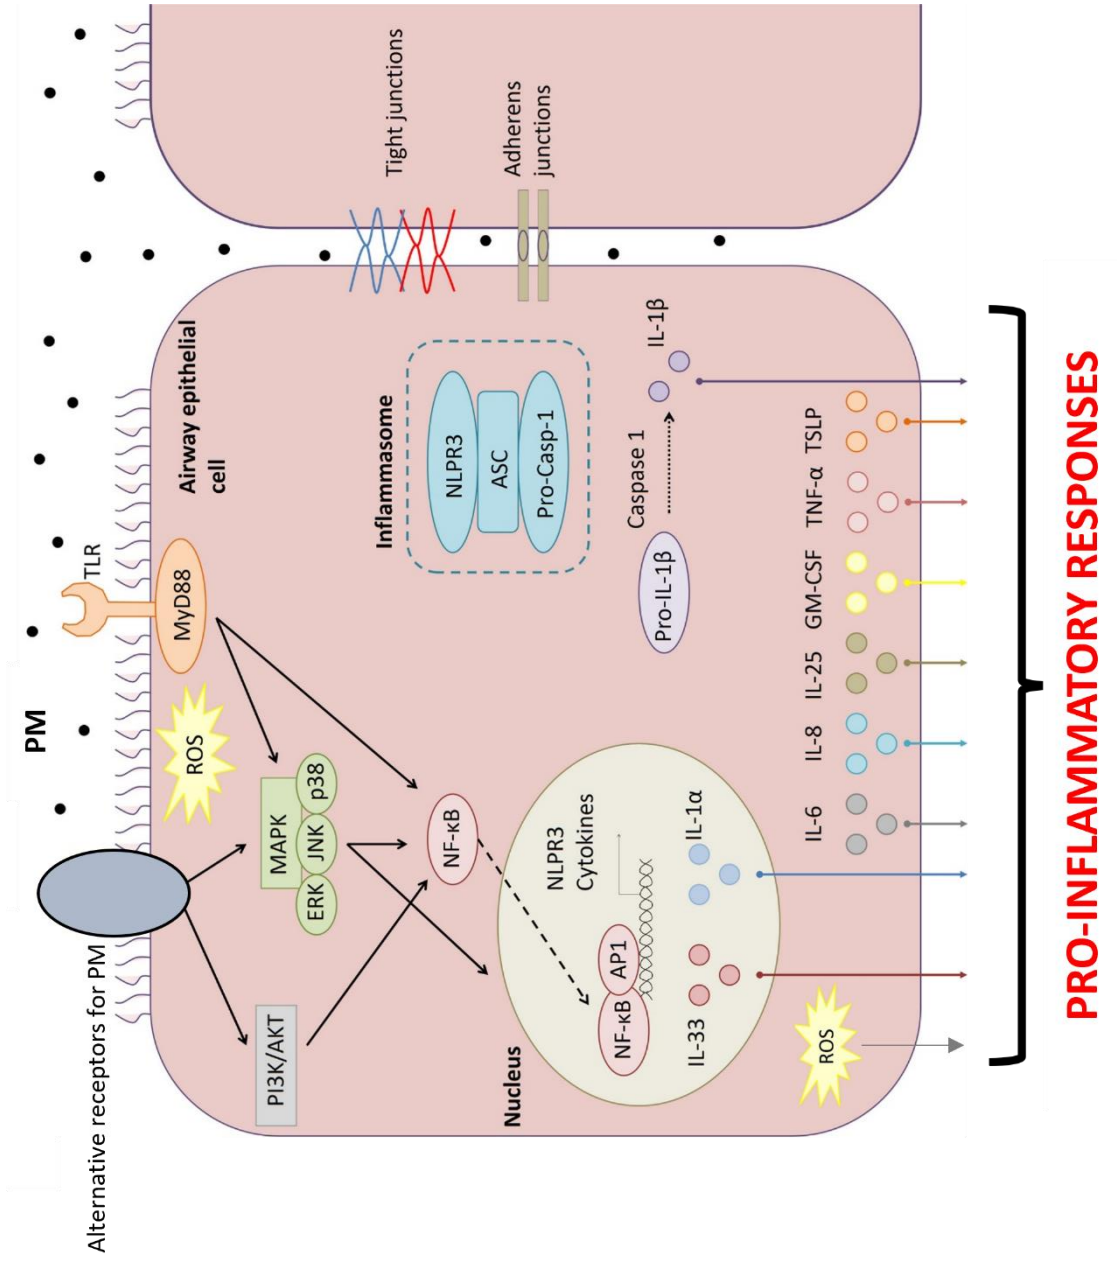 PM
Alternative receptors for PM
TLR
MyD88
Airway epithelial
cell
ROS
PI3K/AKT
MAPK
ERK
JNK
p38
NF-κB
Inflammasome
NLPR3
ASC
Pro-Casp-1
Tight junctions
Adherens
junctions
Nucleus
NLPR3
Cytokines
NF-κB
AP1
IL-33
IL-1α
Pro-IL-1β
Caspase 1
IL-1β
ROS
IL-6
IL-8
IL-25
GM-CSF
TNF-α
TSLP
PRO-INFLAMMATORY RESPONSES